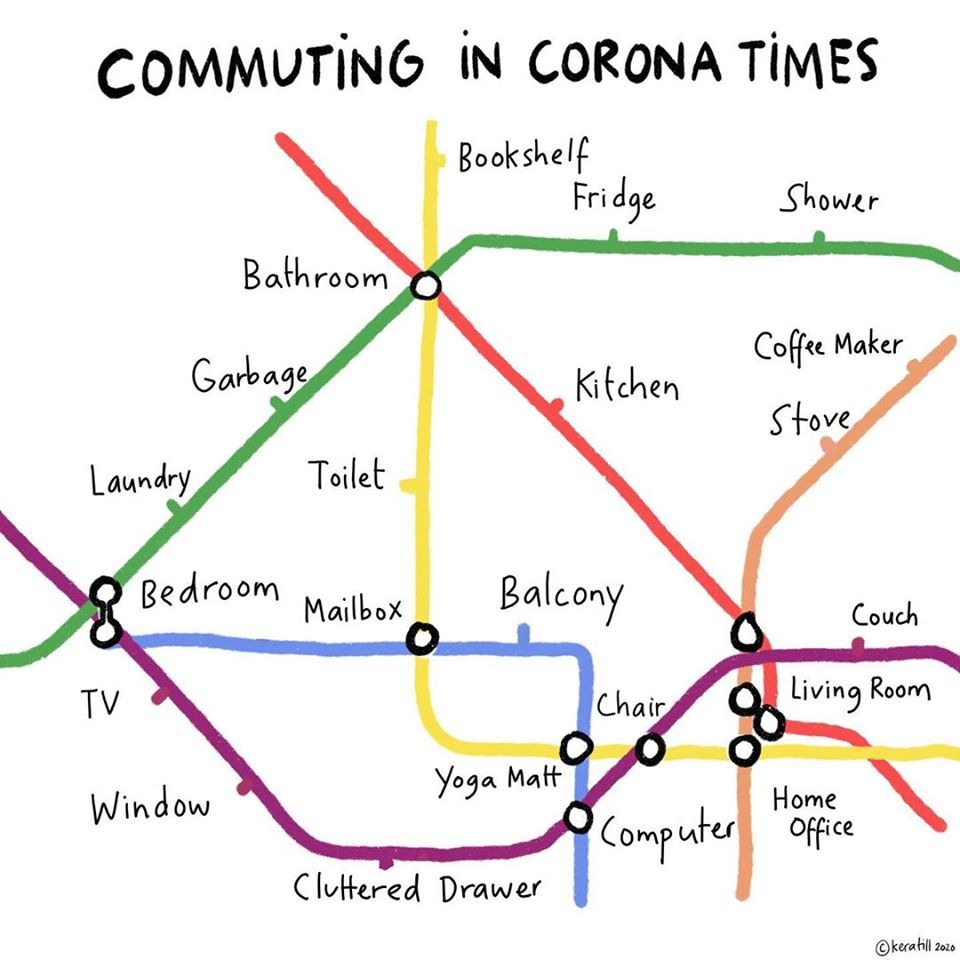 COMMUTING IN CORONA TIMES
Bookshelf
Fridge
Shower
Bathroom
Coffee Maker
Garbage
Kitchen
Stove
Laundry
Toilet
Bedroom
Mailbox
Balcony
Couch
TV
Chair
Living Room
Yoga Matt
Window
Computer
Home
Office
Cluttered Drawer
©kerahill 2020